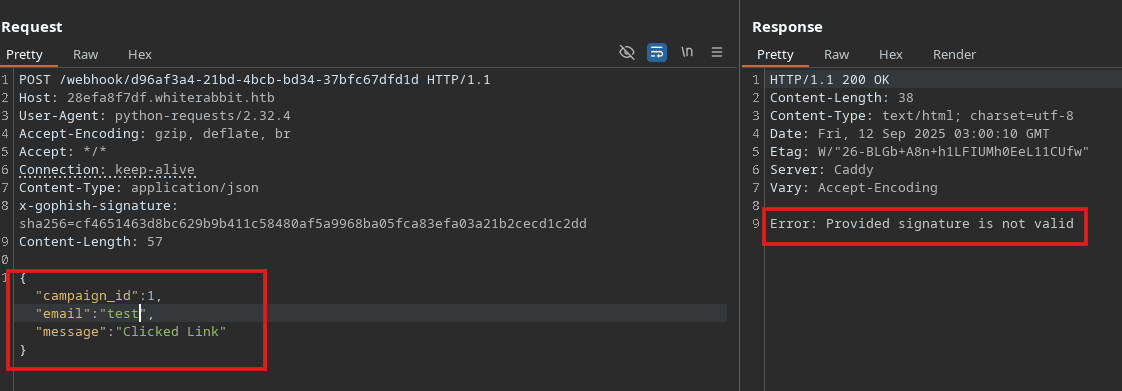 Request
Pretty Raw Hex
\n
1 POST /webhook/d96af3a4-21bd-4bcb-bd34-37bfc67dfd1d HTTP/1.1
2 Host: 28efa8f7df.whiterabbit.htb
3 User-Agent: python-requests/2.32.4
4 Accept-Encoding: gzip, deflate, br
5 Accept: */*
6 Connection: keep-alive
7 Content-Type: application/json
8 x-gophish-signature:
sha256=cf4651463d8bc629b9b411c58480af5a9968ba05fca83efa03a21b2cecd1c2dd
9 Content-Length: 57
0
1 {
"campaign_id":1,
"email":"test",
"message":"Clicked Link"
}
Response
Pretty Raw Hex Render
1 HTTP/1.1 200 OK
2 Content-Length: 38
3 Content-Type: text/html; charset=utf-8
4 Date: Fri, 12 Sep 2025 03:00:10 GMT
5 Etag: W/"26-BLGb+A8n+h1LFIUMh0EeL11CUfw"
6 Server: Caddy
7 Vary: Accept-Encoding
8
9 Error: Provided signature is not valid